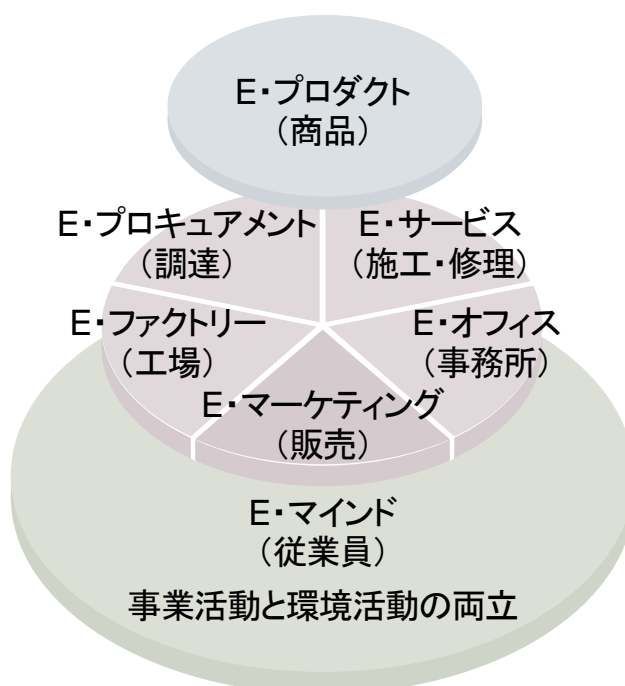 E・プロダクト
（商品）
E・プロキュアメント
（調達）
E・サービス
（施工・修理）
E・ファクトリー
（工場）
E・オフィス
（事務所）
E・マーケティング
（販売）
E・マインド
（従業員）
事業活動と環境活動の両立